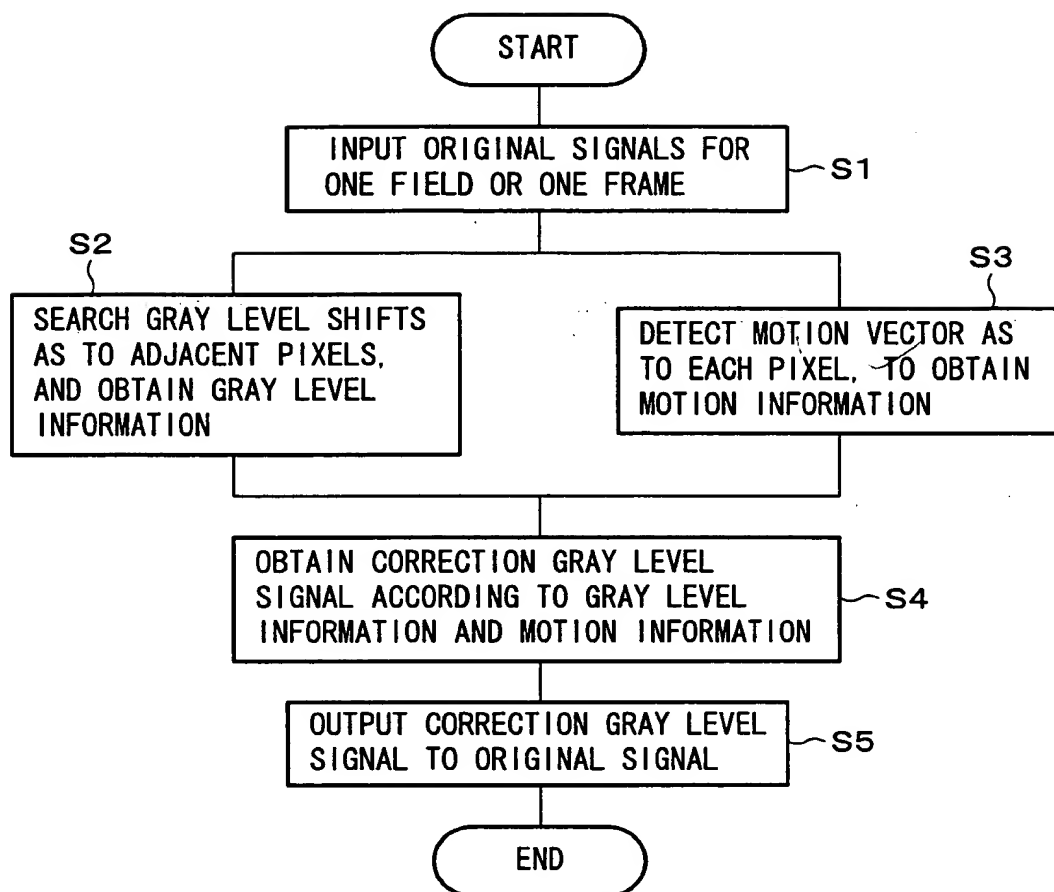 START
INPUT ORIGINAL SIGNALS FOR
ONE FIELD OR ONE FRAME
S1
S2
SEARCH GRAY LEVEL SHIFTS
AS TO ADJACENT PIXELS,
AND OBTAIN GRAY LEVEL
INFORMATION
S3
DETECT MOTION VECTOR AS
TO EACH PIXEL, TO OBTAIN
MOTION INFORMATION
OBTAIN CORRECTION GRAY LEVEL
SIGNAL ACCORDING TO GRAY LEVEL
INFORMATION AND MOTION INFORMATION
S4
OUTPUT CORRECTION GRAY LEVEL
SIGNAL TO ORIGINAL SIGNAL
S5
END